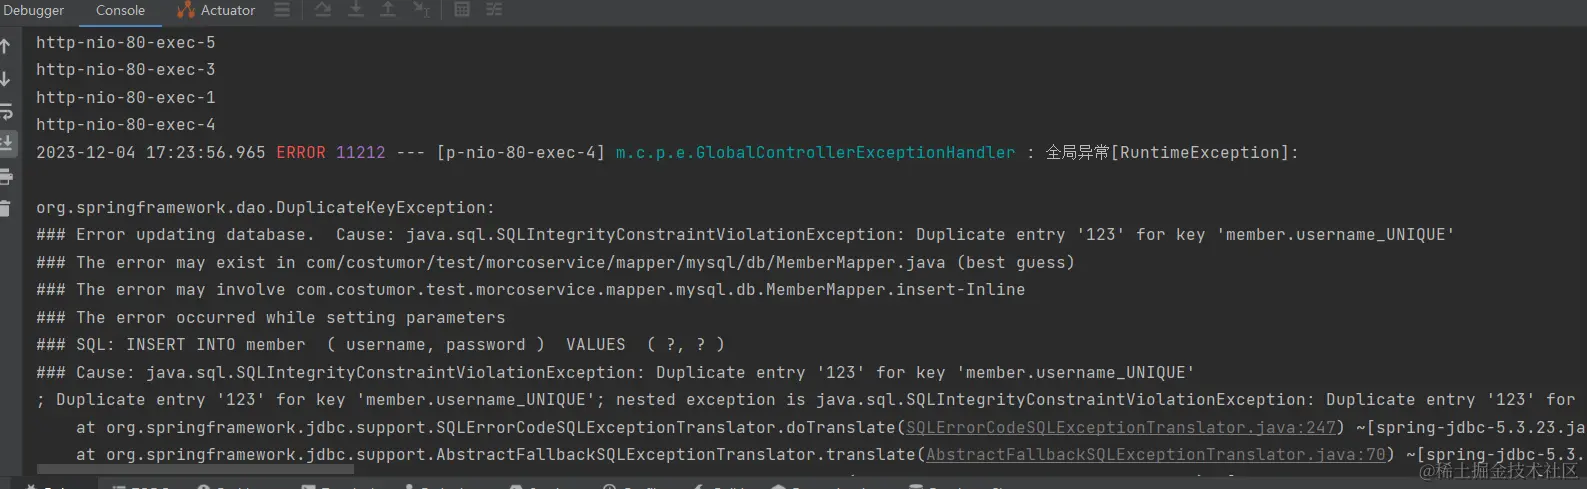 Debugger Console Actuator
http-nio-80-exec-5
http-nio-80-exec-3
http-nio-80-exec-1
http-nio-80-exec-4
2023-12-04 17:23:56.965 ERROR 11212 --- [p-nio-80-exec-4] m.c.p.e.GlobalControllerExceptionHandler : 全局异常[RuntimeException]:
org.springframework.dao.DuplicateKeyException:
### Error updating database.  Cause: java.sql.SQLIntegrityConstraintViolationException: Duplicate entry '123' for key 'member.username_UNIQUE'
### The error may exist in com/costumor/test/morcoservice/mapper/mysql/db/MemberMapper.java (best guess)
### The error may involve com.costumor.test.morcoservice.mapper.mysql.db.MemberMapper.insert-Inline
### The error occurred while setting parameters
### SQL: INSERT INTO member  ( username, password )  VALUES  ( ?, ? )
### Cause: java.sql.SQLIntegrityConstraintViolationException: Duplicate entry '123' for key 'member.username_UNIQUE'
; Duplicate entry '123' for key 'member.username_UNIQUE'; nested exception is java.sql.SQLIntegrityConstraintViolationException: Duplicate entry '123' for
at org.springframework.jdbc.support.SQLErrorCodeSQLExceptionTranslator.doTranslate(SQLErrorCodeSQLExceptionTranslator.java:247) ~[spring-jdbc-5.3.23.ja
at org.springframework.jdbc.support.AbstractFallbackSQLExceptionTranslator.translate(AbstractFallbackSQLExceptionTranslator.java:70) ~[spring-jdbc-5.3.
@稀土掘金技术社区